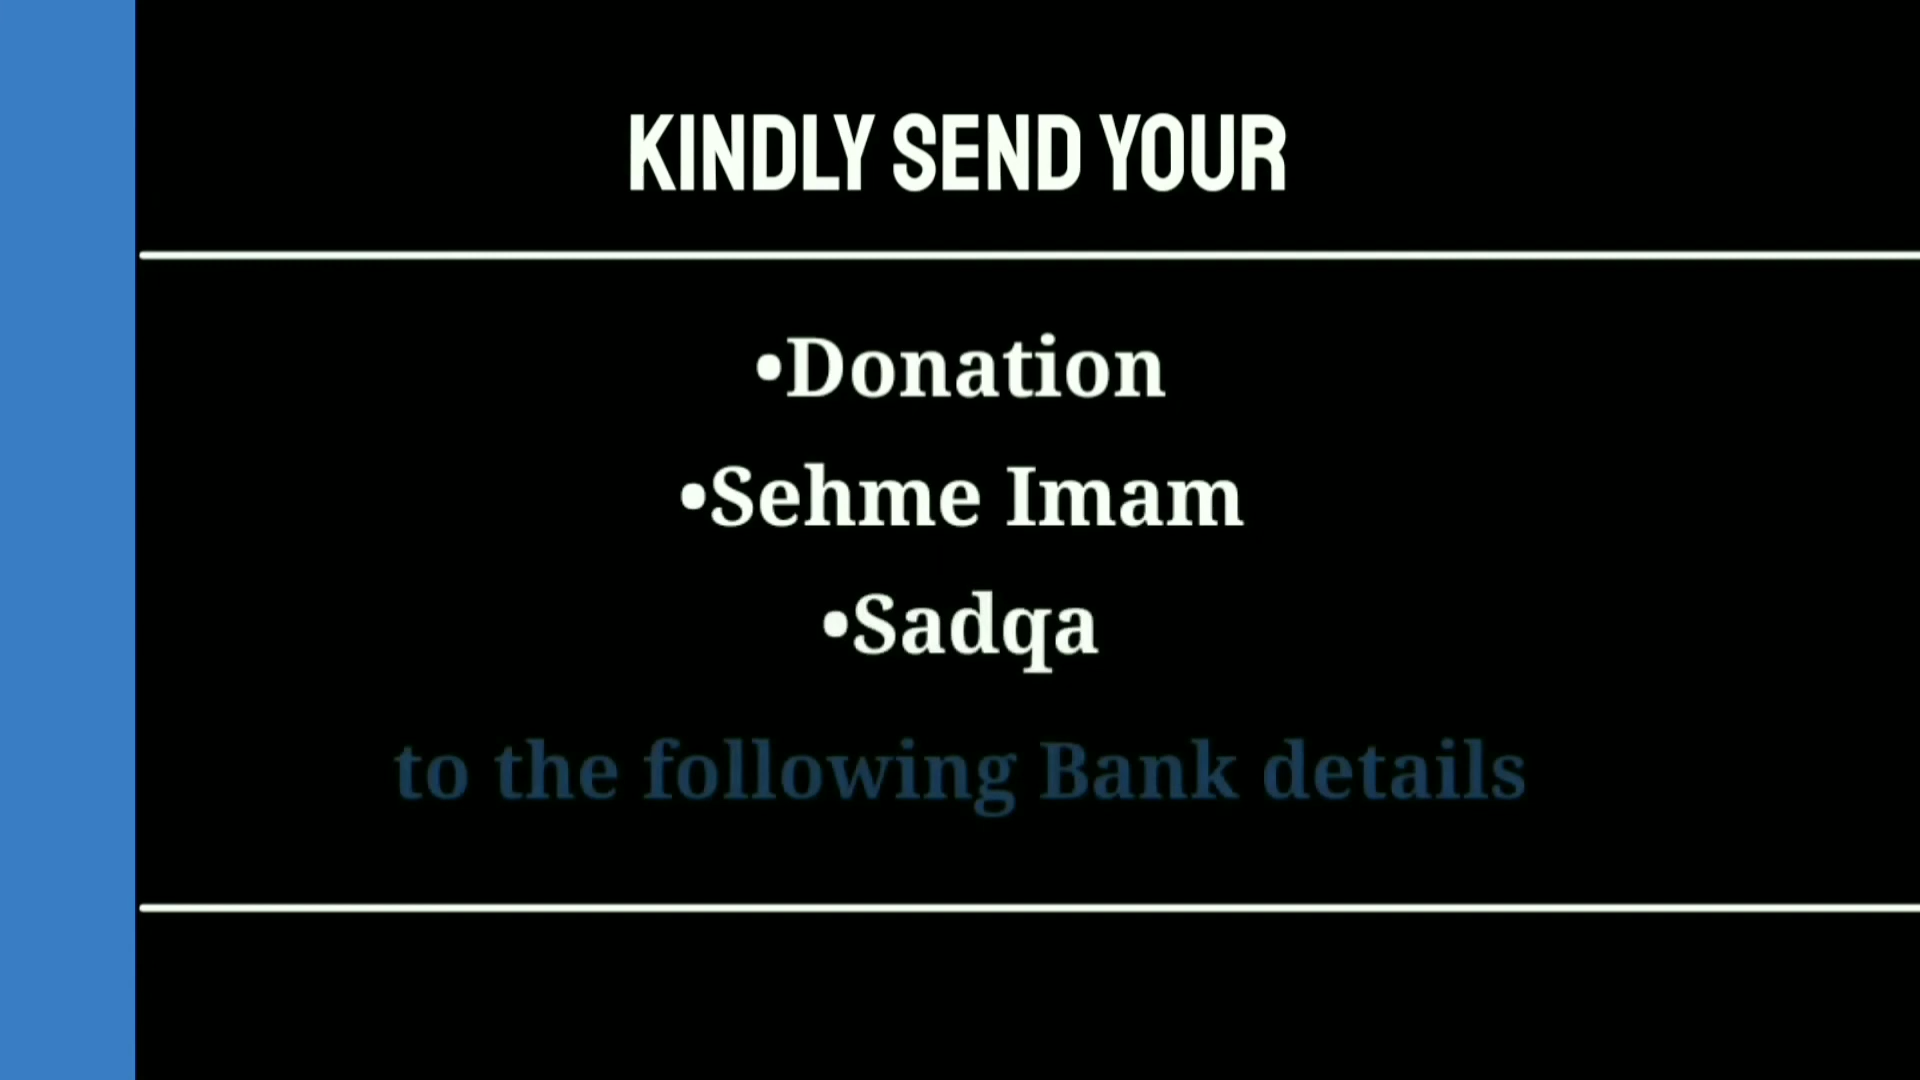 KINDLY SEND YOUR
•Donation
•Sehme Imam
•Sadqa
to the following Bank details